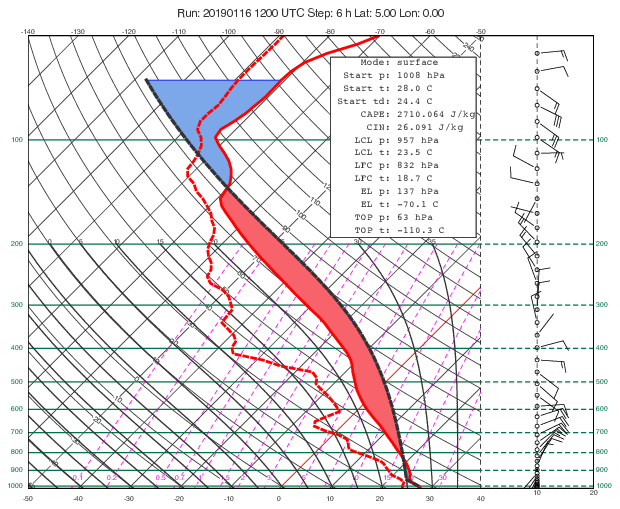 Run: 20190116 1200 UTC Step: 6 h Lat: 5.00 Lon: 0.00
-140 -130 -120 -110 -100 -90 -80 -70 -60 -50
Mode: surface
Start p: 1008 hPa
Start t: 28.0 C
Start td: 24.4 C
CAPE: 2710.064 J/kg
CIN: 26.091 J/kg
LCL p: 957 hPa
LCL t: 23.5 C
LFC p: 832 hPa
LFC t: 18.7 C
EL p: 137 hPa
EL t: -70.1 C
TOP p: 63 hPa
TOP t: -110.3 C
100 100
200 0 5 10 15 200
300 300
400 400
500 500
600 600
700 700
800 800
900 900
1000 1000
-50 -40 -30 -20 -10 0 10 20 30 40 10 20